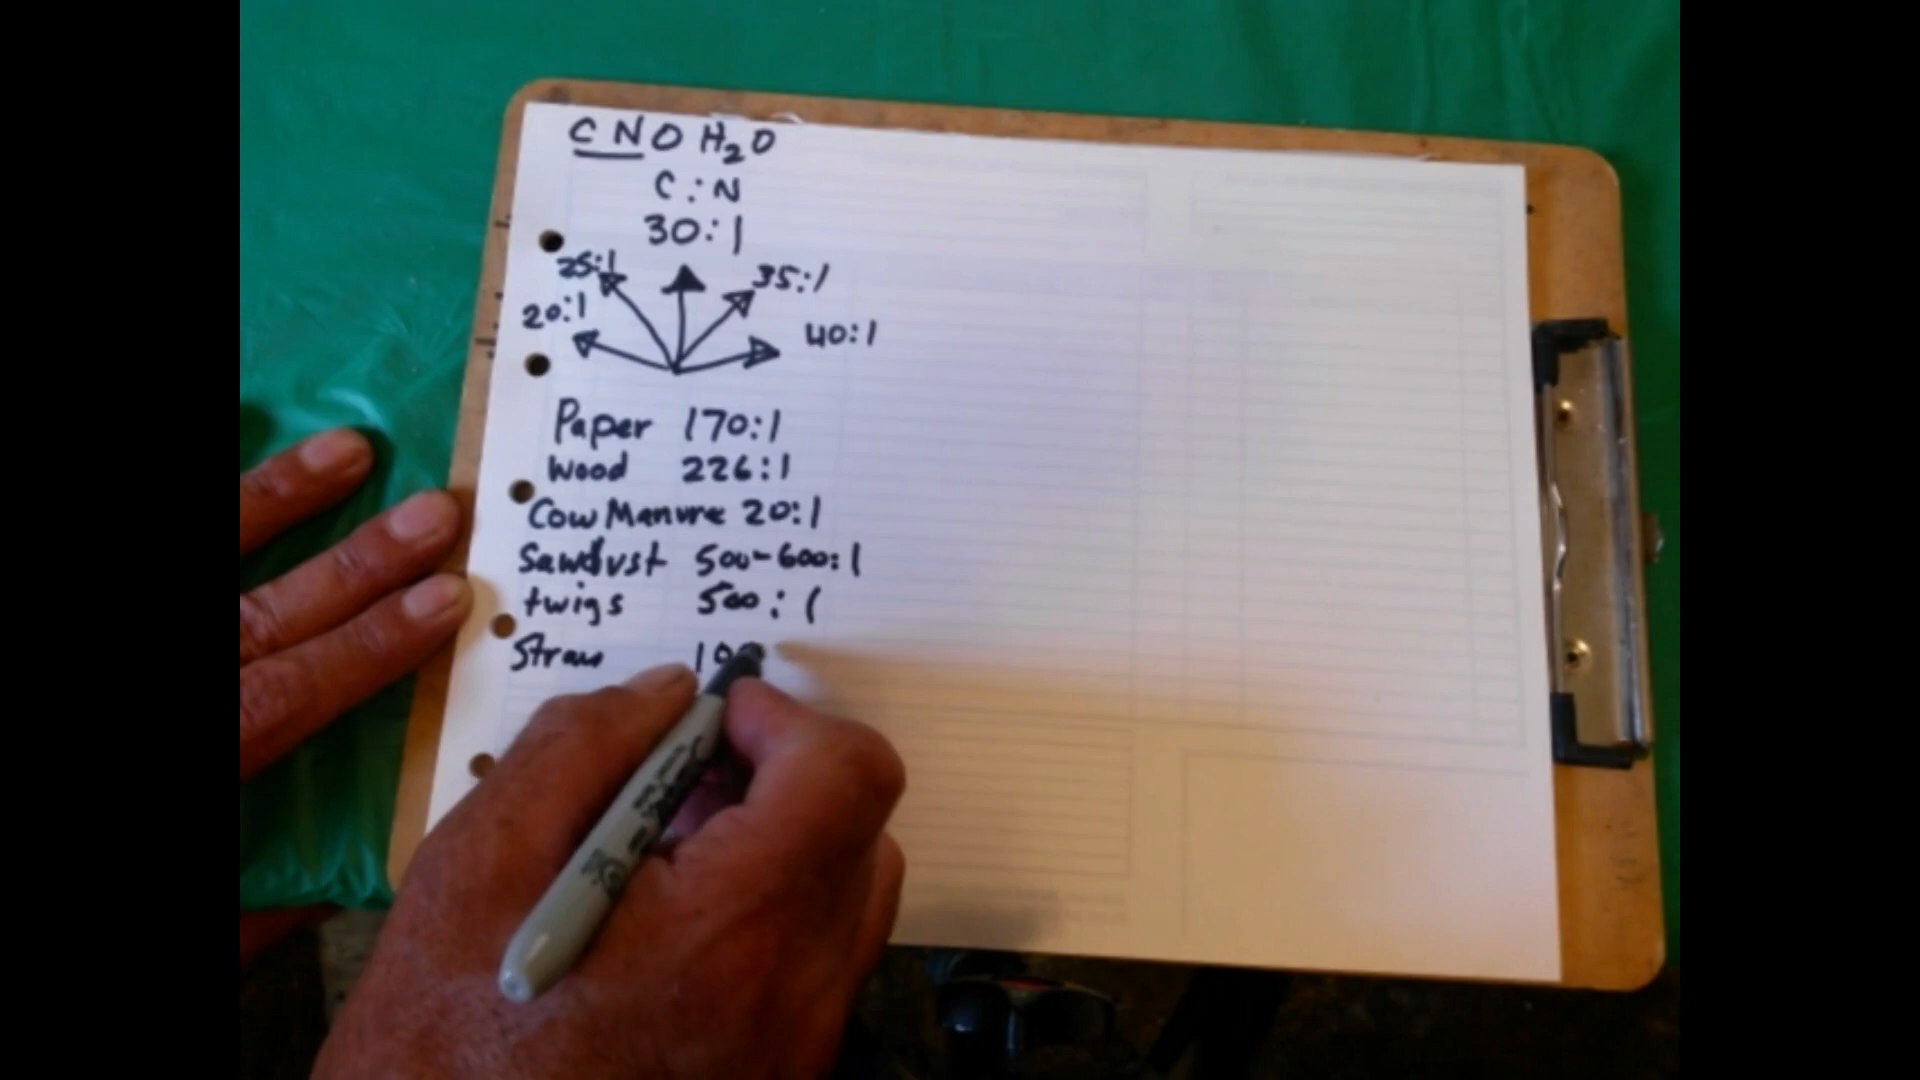 C N O H2O
C:N
30:1
25:1 35:1
20:1 40:1
Paper 170:1
Wood 226:1
Cow Manure 20:1
Sawdust 500-600:1
twigs 500:1
Straw 100